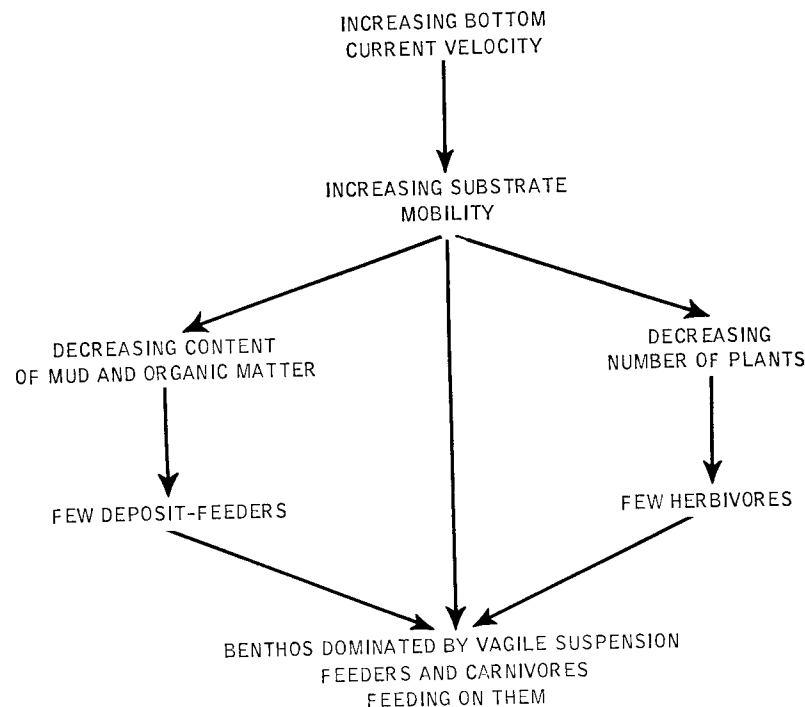 INCREASING BOTTOM
CURRENT VELOCITY
INCREASING SUBSTRATE
MOBILITY
DECREASING CONTENT
OF MUD AND ORGANIC MATTER
DECREASING
NUMBER OF PLANTS
FEW DEPOSIT-FEEDERS
FEW HERBIVORES
BENTHOS DOMINATED BY VAGILE SUSPENSION
FEEDERS AND CARNIVORES
FEEDING ON THEM